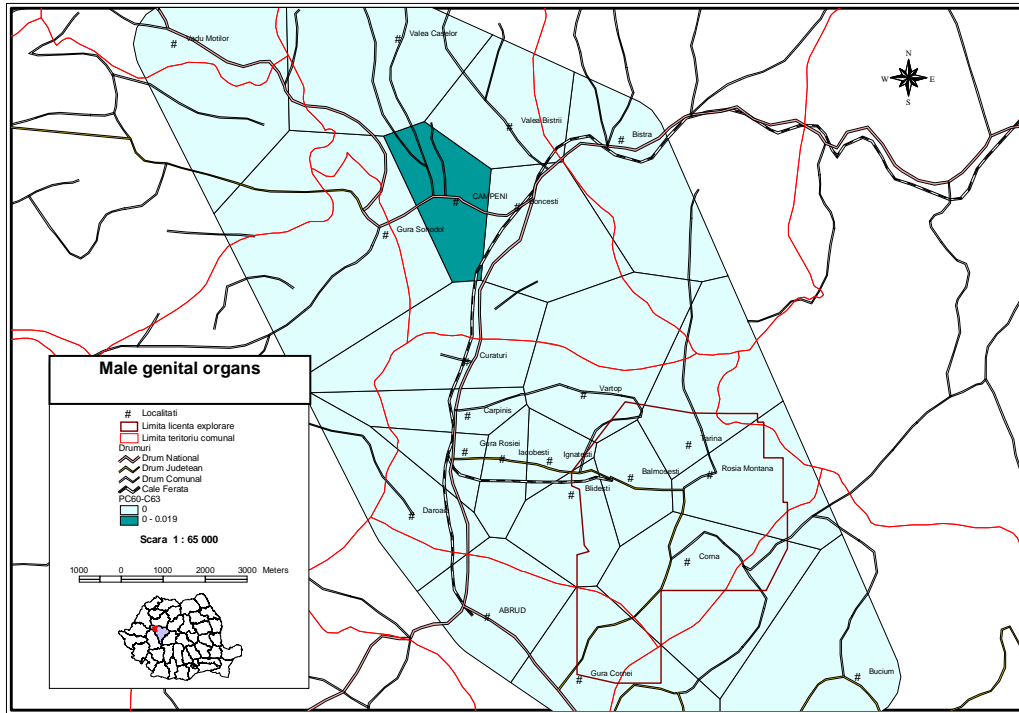 Vadu Motilor
#
Valea Caselor
#
N
W
E
S
Valea Bistrii
#
Bistra
#
CAMPENI
#
#
Gura Sohodol
#
Male genital organs
# Localitati
Limita licenta explorare
Limita teritoriu comunal
Drumuri
Drum National
Drum Judetean
Drum Comunal
Cale Ferata
PC60-C63
0
0 - 0.019
Scara 1 : 65 000
1000 0 1000 2000 3000 Meters
Curaturi
#
Vartop
#
Carpinis
#
Tarina
#
Gura Rosiei
#
Iacobesti
#
Ignatesti
#
Balmosesti
#
Rosia Montana
#
Blidesti
#
Daroaia
#
Corna
#
ABRUD
#
Gura Cornei
#
Bucium
#